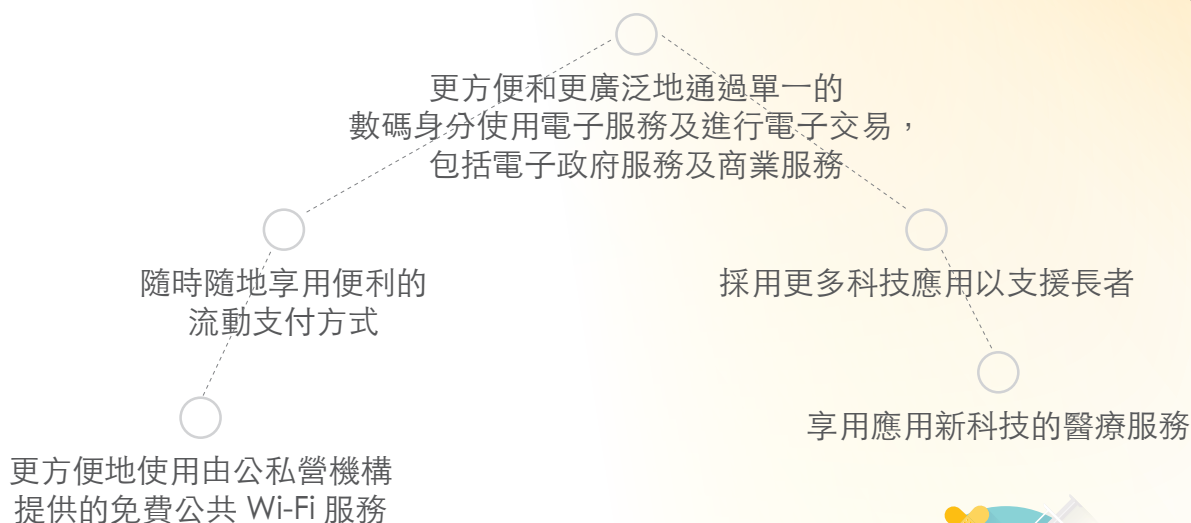 更方便和更廣泛地通過單一的
數碼身分使用電子服務及進行電子交易，
包括電子政府服務及商業服務
隨時隨地享用便利的
流動支付方式
採用更多科技應用以支援長者
享用應用新科技的醫療服務
更方便地使用由公私營機構
提供的免費公共 Wi-Fi 服務